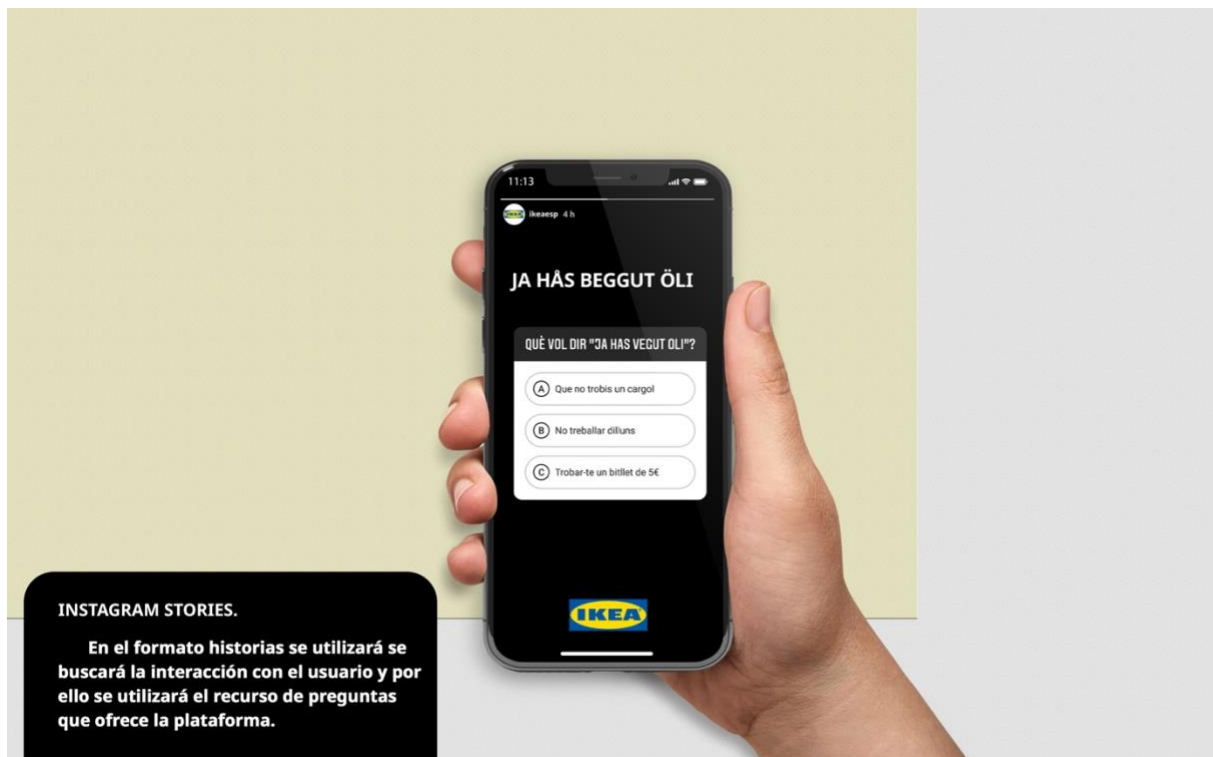 11:13
IKEA
ikeaesp 4 h
JA HÅS BEGGUT ÖLI
QUÈ VOL DIR "JA HAS VEGUT OLI"?
A Que no trobis un cargol
B No treballar dilluns
C Trobar-te un bitllet de 5€
IKEA
INSTAGRAM STORIES.
En el formato historias se utilizará se
buscará la interacción con el usuario y por
ello se utilizará el recurso de preguntas
que ofrece la plataforma.